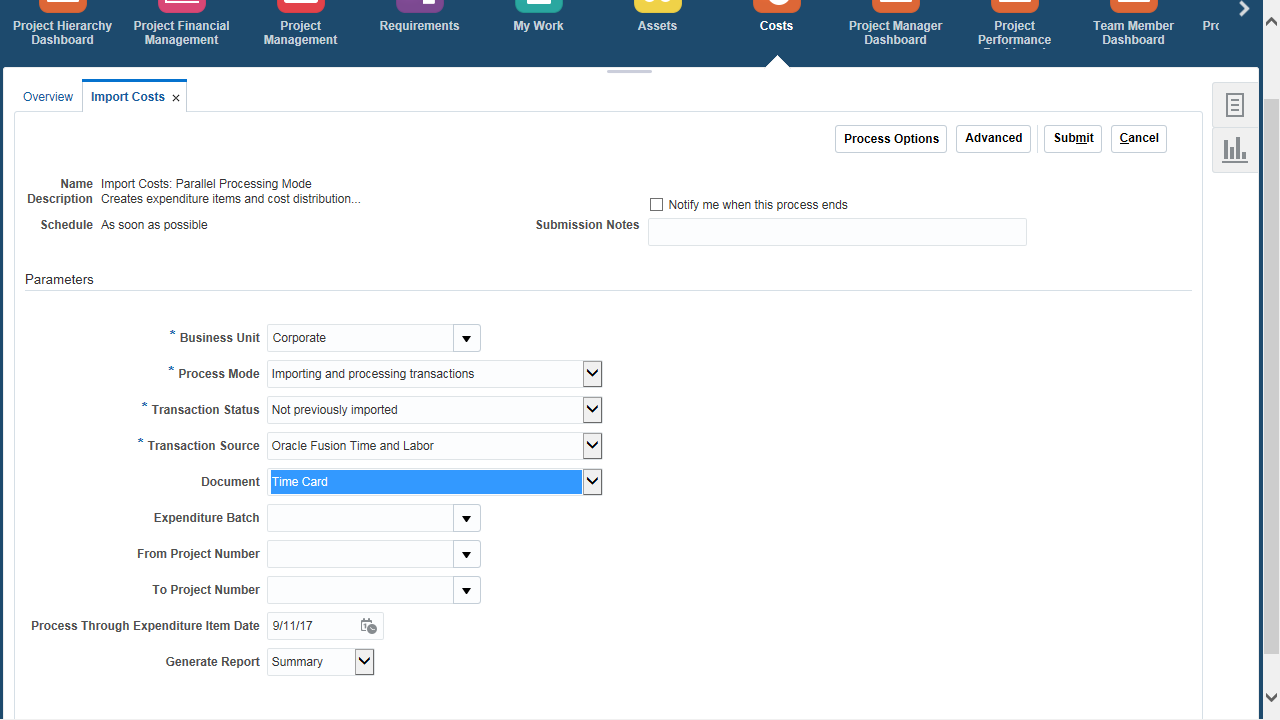 Project Hierarchy Dashboard
Project Financial Management
Project Management
Requirements
My Work
Assets
Costs
Project Manager Dashboard
Project Performance
Team Member Dashboard
Overview
Import Costs x
Process Options
Advanced
Submit
Cancel
Name Import Costs: Parallel Processing Mode
Description Creates expenditure items and cost distribution...
Notify me when this process ends
Schedule As soon as possible
Submission Notes
Parameters
* Business Unit Corporate
* Process Mode Importing and processing transactions
* Transaction Status Not previously imported
* Transaction Source Oracle Fusion Time and Labor
Document Time Card
Expenditure Batch
From Project Number
To Project Number
Process Through Expenditure Item Date 9/11/17
Generate Report Summary